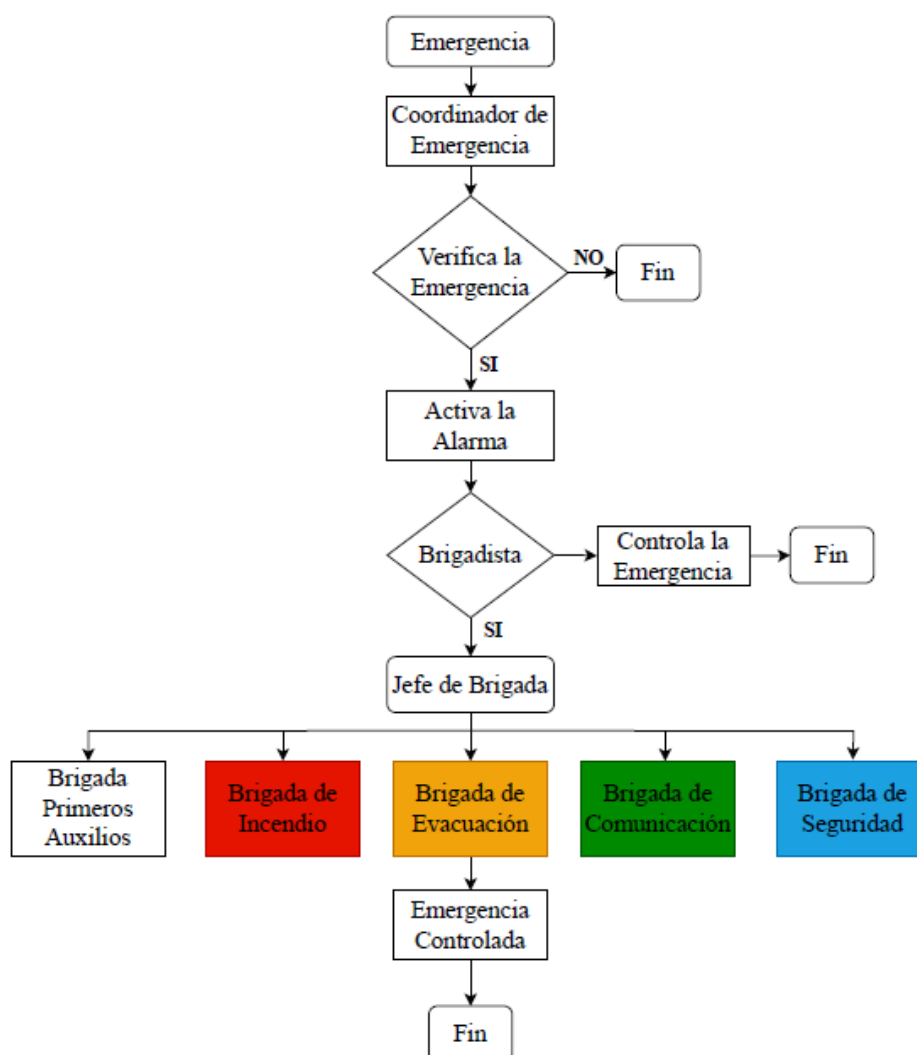 Emergencia
Coordinador de
Emergencia
Verifica la
Emergencia
NO
Fin
SI
Activa la
Alarma
Brigadista
Controla la
Emergencia
Fin
SI
Jefe de Brigada
Brigada
Primeros
Auxilios
Brigada de
Incendio
Brigada de
Evacuación
Brigada de
Comunicación
Brigada de
Seguridad
Emergencia
Controlada
Fin